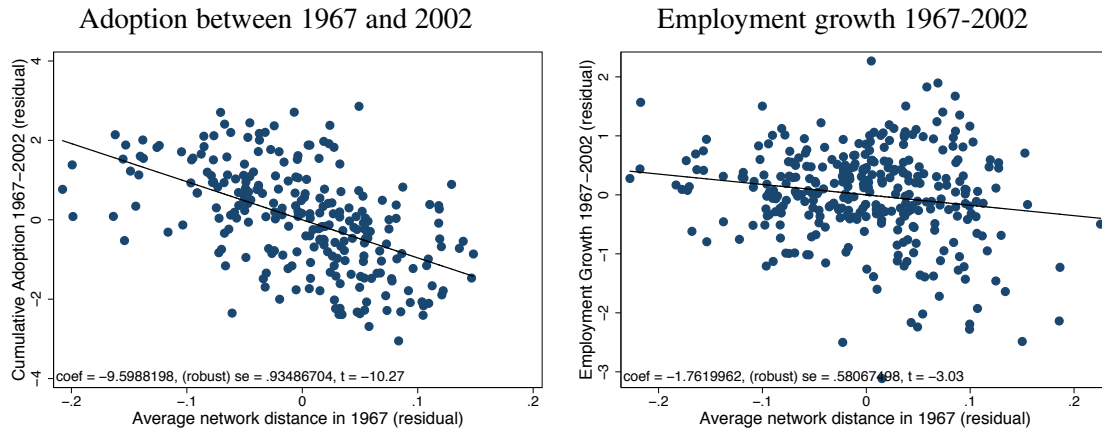 Adoption between 1967 and 2002
Cumulative Adoption 1967−2002 (residual)
4
2
0
−2
−4
coef = −9.5988198, (robust) se = .93486704, t = −10.27
−.2
−.1
0
.1
.2
Average network distance in 1967 (residual)
Employment growth 1967-2002
Employment Growth 1967−2002 (residual)
2
1
0
−1
−2
−3
coef = −1.7619962, (robust) se = .58067498, t = −3.03
−.2
−.1
0
.1
.2
Average network distance in 1967 (residual)